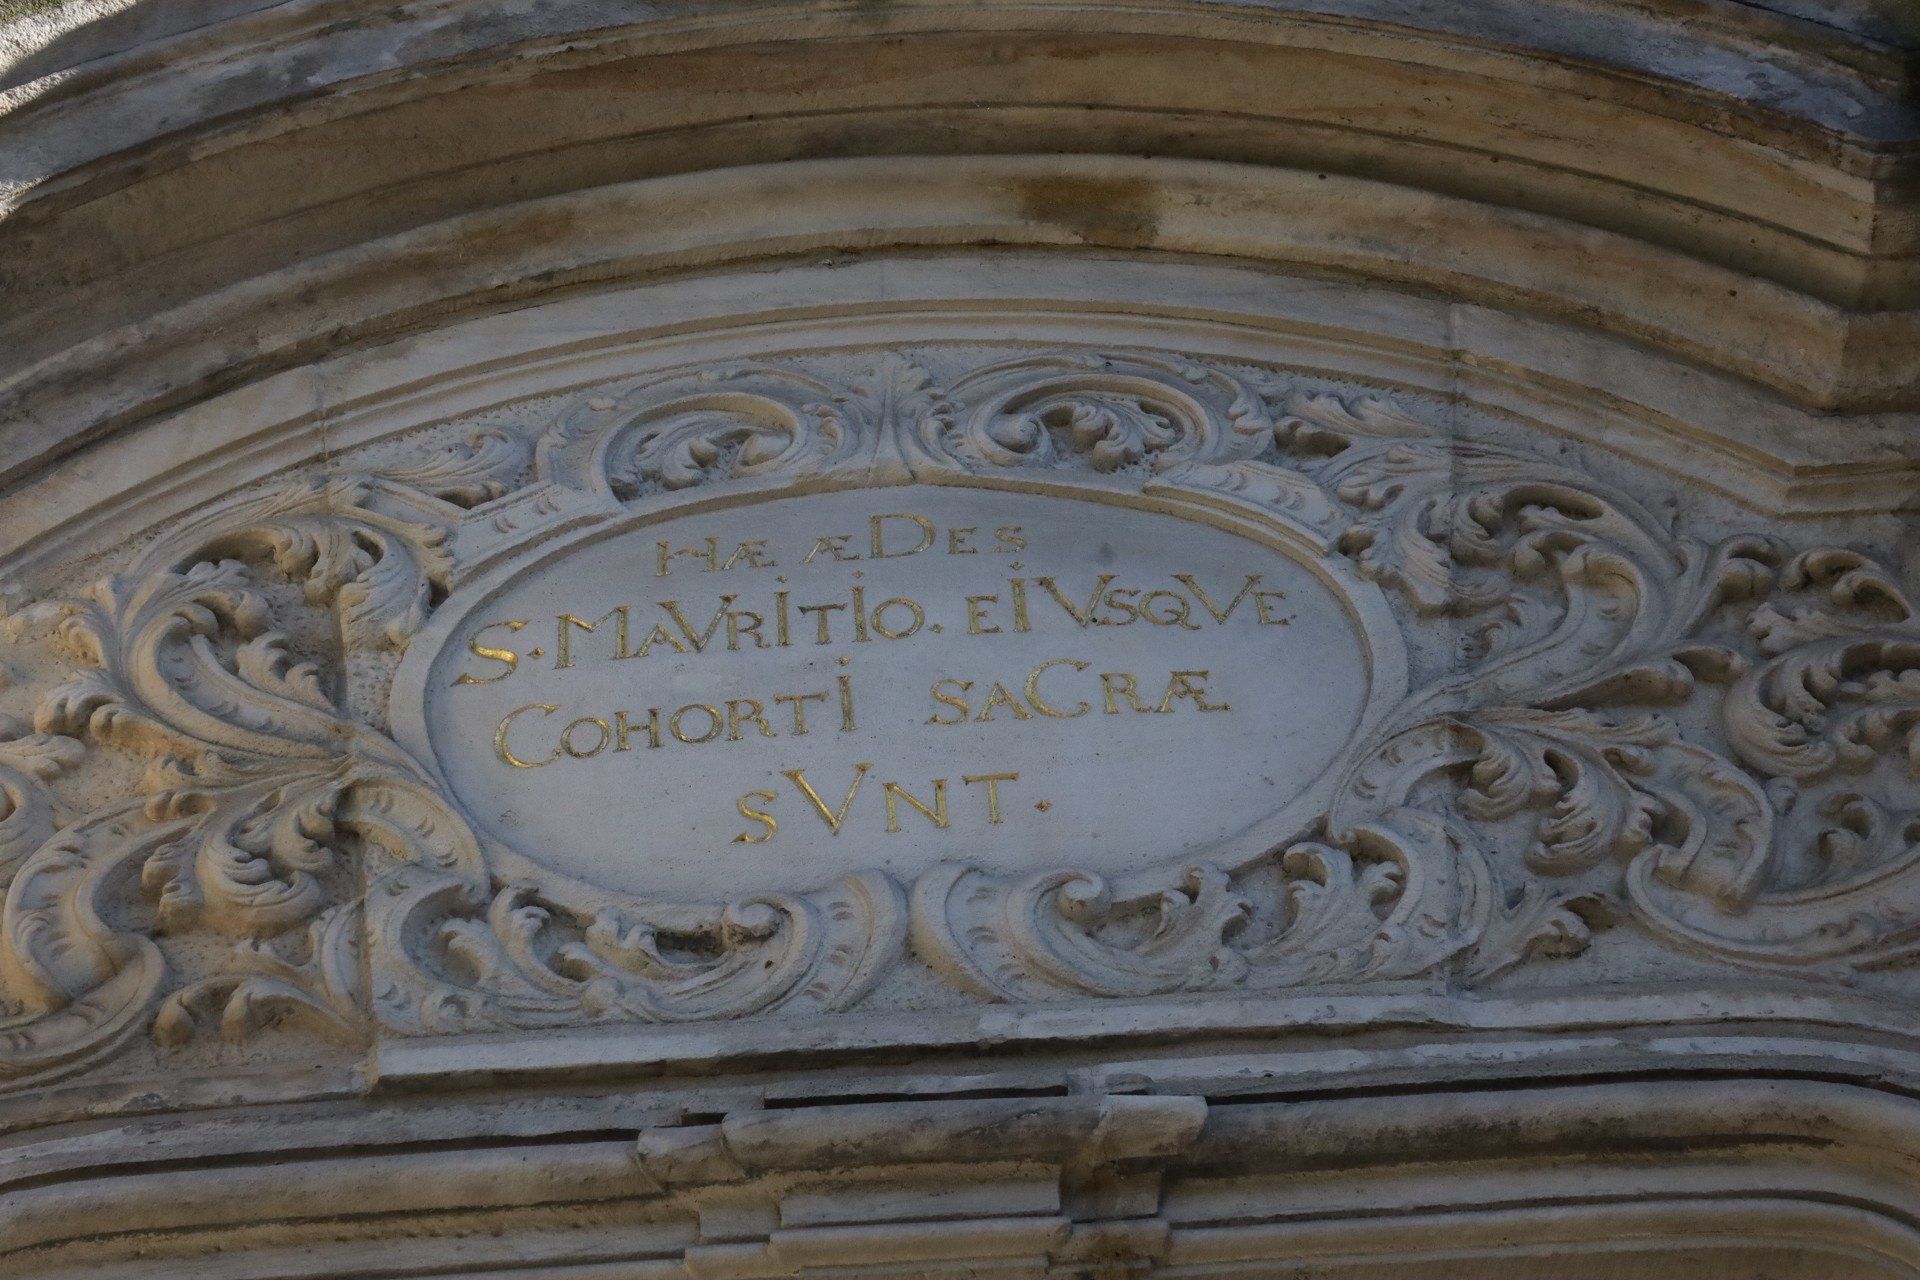 HÆ ÆDES
S. MAVRITIO. EIVSQVE.
COHORTI SACRÆ
SVNT.